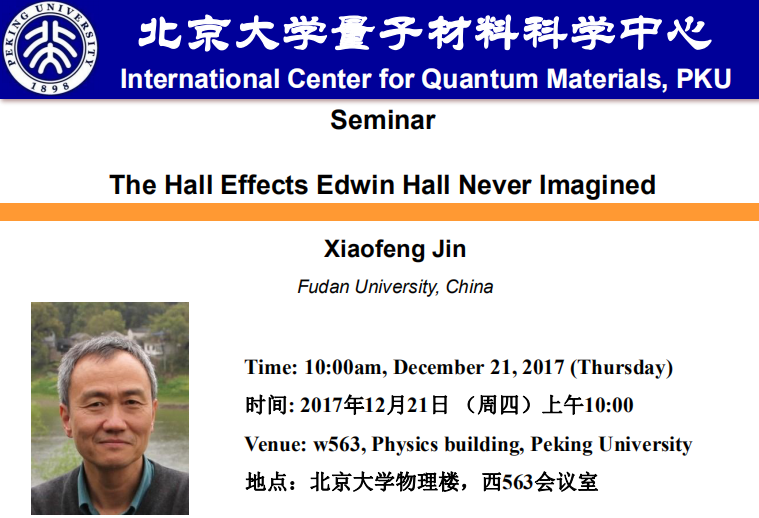 PEKING UNIVERSITY
1898
北京大学量子材料科学中心
International Center for Quantum Materials, PKU
Seminar
The Hall Effects Edwin Hall Never Imagined
Xiaofeng Jin
Fudan University, China
Time: 10:00am, December 21, 2017 (Thursday)
时间: 2017年12月21日 （周四）上午10:00
Venue: w563, Physics building, Peking University
地点：北京大学物理楼，西563会议室